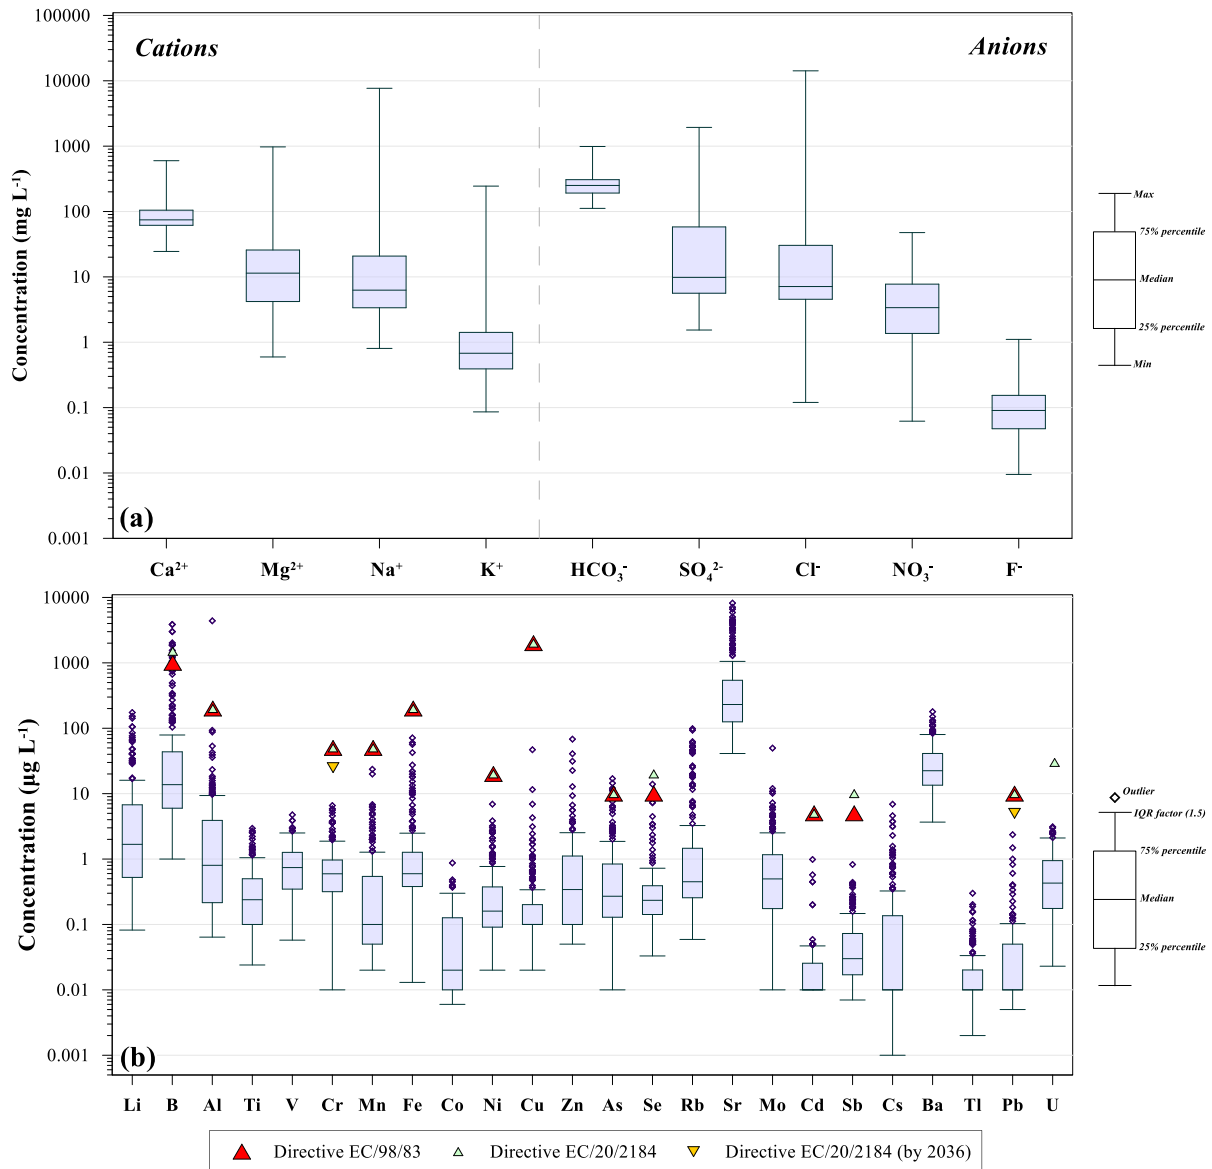 100000
Cations
Anions
10000
1000
100
10
1
0.1
0.01
0.001
Concentration (mg L⁻¹)
Max
75% percentile
Median
25% percentile
Min
(a)
Ca²⁺ Mg²⁺ Na⁺ K⁺ HCO₃⁻ SO₄²⁻ Cl⁻ NO₃⁻ F⁻
10000
1000
100
10
1
0.1
0.01
0.001
Concentration (µg L⁻¹)
Outlier
IQR factor (1.5)
75% percentile
Median
25% percentile
(b)
Li B Al Ti V Cr Mn Fe Co Ni Cu Zn As Se Rb Sr Mo Cd Sb Cs Ba Tl Pb U
Directive EC/98/83 Directive EC/20/2184 Directive EC/20/2184 (by 2036)